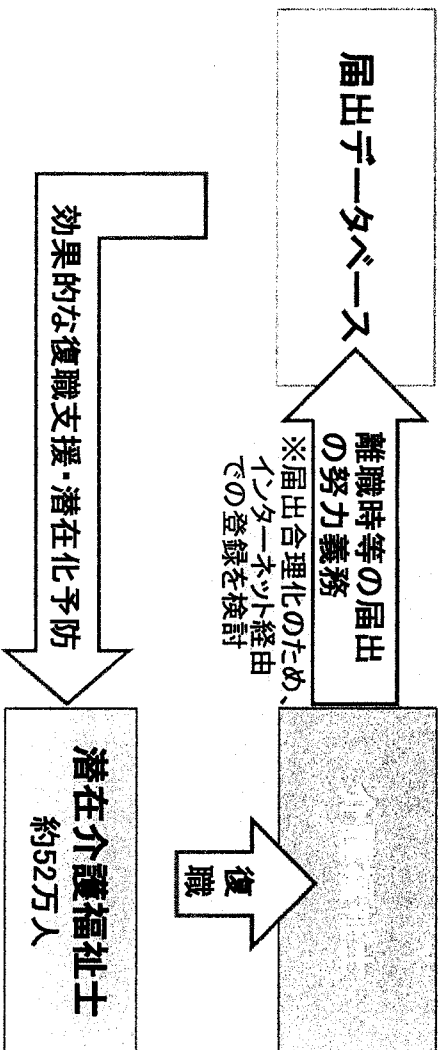 届出データベース
離職時等の届出
の努力義務
※届出合理化のため、
インターネット経由
での登録を検討
効果的な復職支援・潜在化予防
復
職
潜在介護福祉士
約52万人